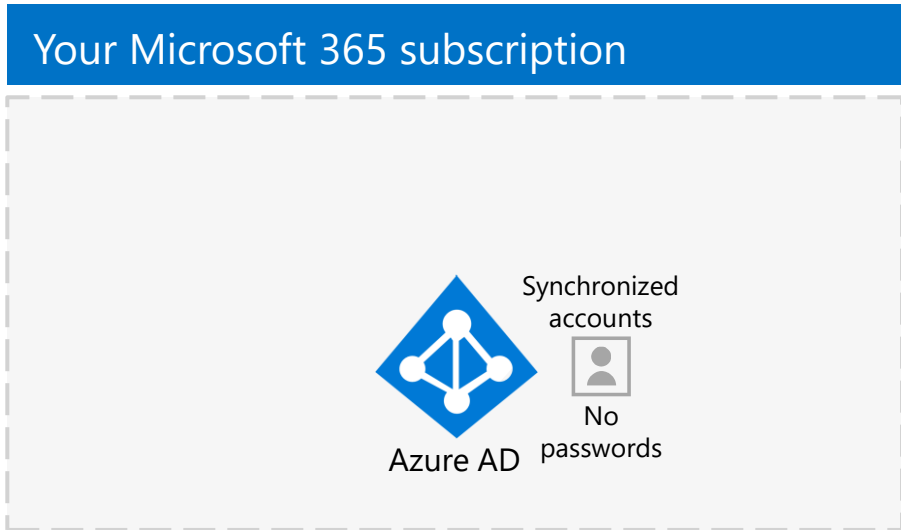 Your Microsoft 365 subscription
Synchronized
accounts
No
passwords
Azure AD